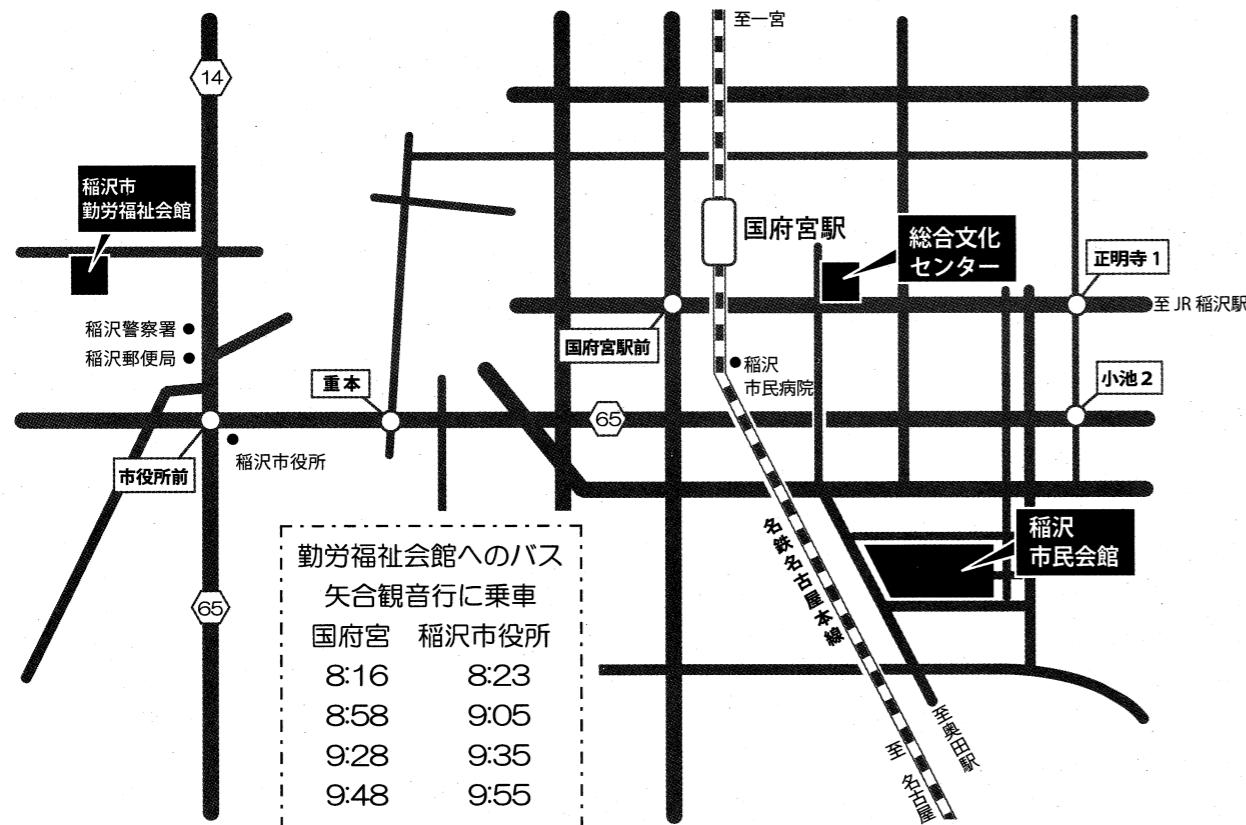 至一宮
14
稲沢市
勤労福祉会館
国府宮駅
総合文化
センター
正明寺1
至JR稲沢駅
稲沢警察署
稲沢郵便局
国府宮駅前
稲沢
市民病院
重本
小池2
65
市役所前
稲沢市役所
稲沢
市民会館
名鉄名古屋本線
65
至奥田駅
至名古屋
勤労福祉会館へのバス
矢合観音行に乗車
国府宮 稲沢市役所
8:16 8:23
8:58 9:05
9:28 9:35
9:48 9:55